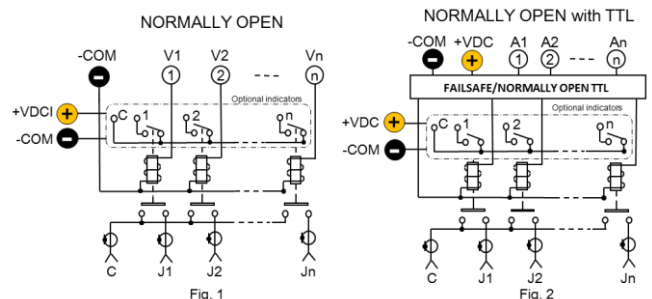 NORMALLY OPEN
-COM V1 V2 Vn
1 2 n
+VDCI
-COM
Optional indicators
C 1 2 n
C J1 J2 Jn
Fig. 1
NORMALLY OPEN with TTL
-COM +VDC A1 A2 An
1 2 n
FAILSAFE/NORMALLY OPEN TTL
Optional indicators
+VDC
-COM
C 1 2 n
C J1 J2 Jn
Fig. 2